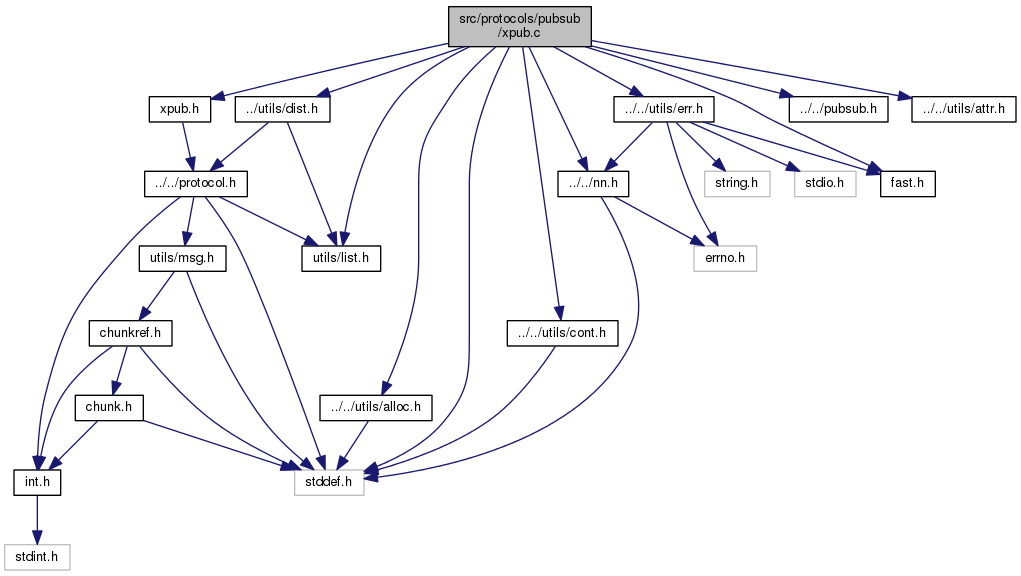 src/protocols/pubsub
/xpub.c
xpub.h
../utils/dist.h
../../utils/err.h
../../pubsub.h
../../utils/attr.h
../../protocol.h
../../nn.h
string.h
stdio.h
fast.h
utils/msg.h
utils/list.h
errno.h
chunkref.h
../../utils/cont.h
chunk.h
../../utils/alloc.h
int.h
stddef.h
stdint.h